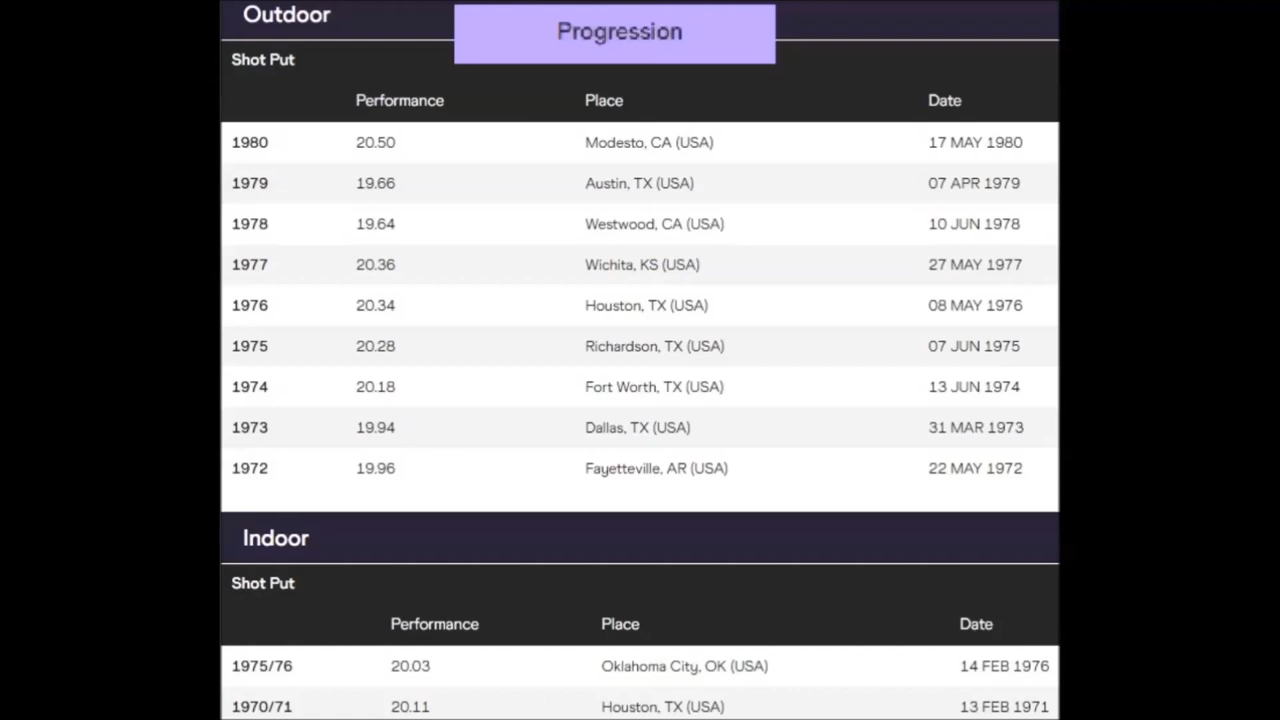 Outdoor
Progression
Shot Put
Performance Place Date
1980 20.50 Modesto, CA (USA) 17 MAY 1980
1979 19.66 Austin, TX (USA) 07 APR 1979
1978 19.64 Westwood, CA (USA) 10 JUN 1978
1977 20.36 Wichita, KS (USA) 27 MAY 1977
1976 20.34 Houston, TX (USA) 08 MAY 1976
1975 20.28 Richardson, TX (USA) 07 JUN 1975
1974 20.18 Fort Worth, TX (USA) 13 JUN 1974
1973 19.94 Dallas, TX (USA) 31 MAR 1973
1972 19.96 Fayetteville, AR (USA) 22 MAY 1972
Indoor
Shot Put
Performance Place Date
1975/76 20.03 Oklahoma City, OK (USA) 14 FEB 1976
1970/71 20.11 Houston, TX (USA) 13 FEB 1971